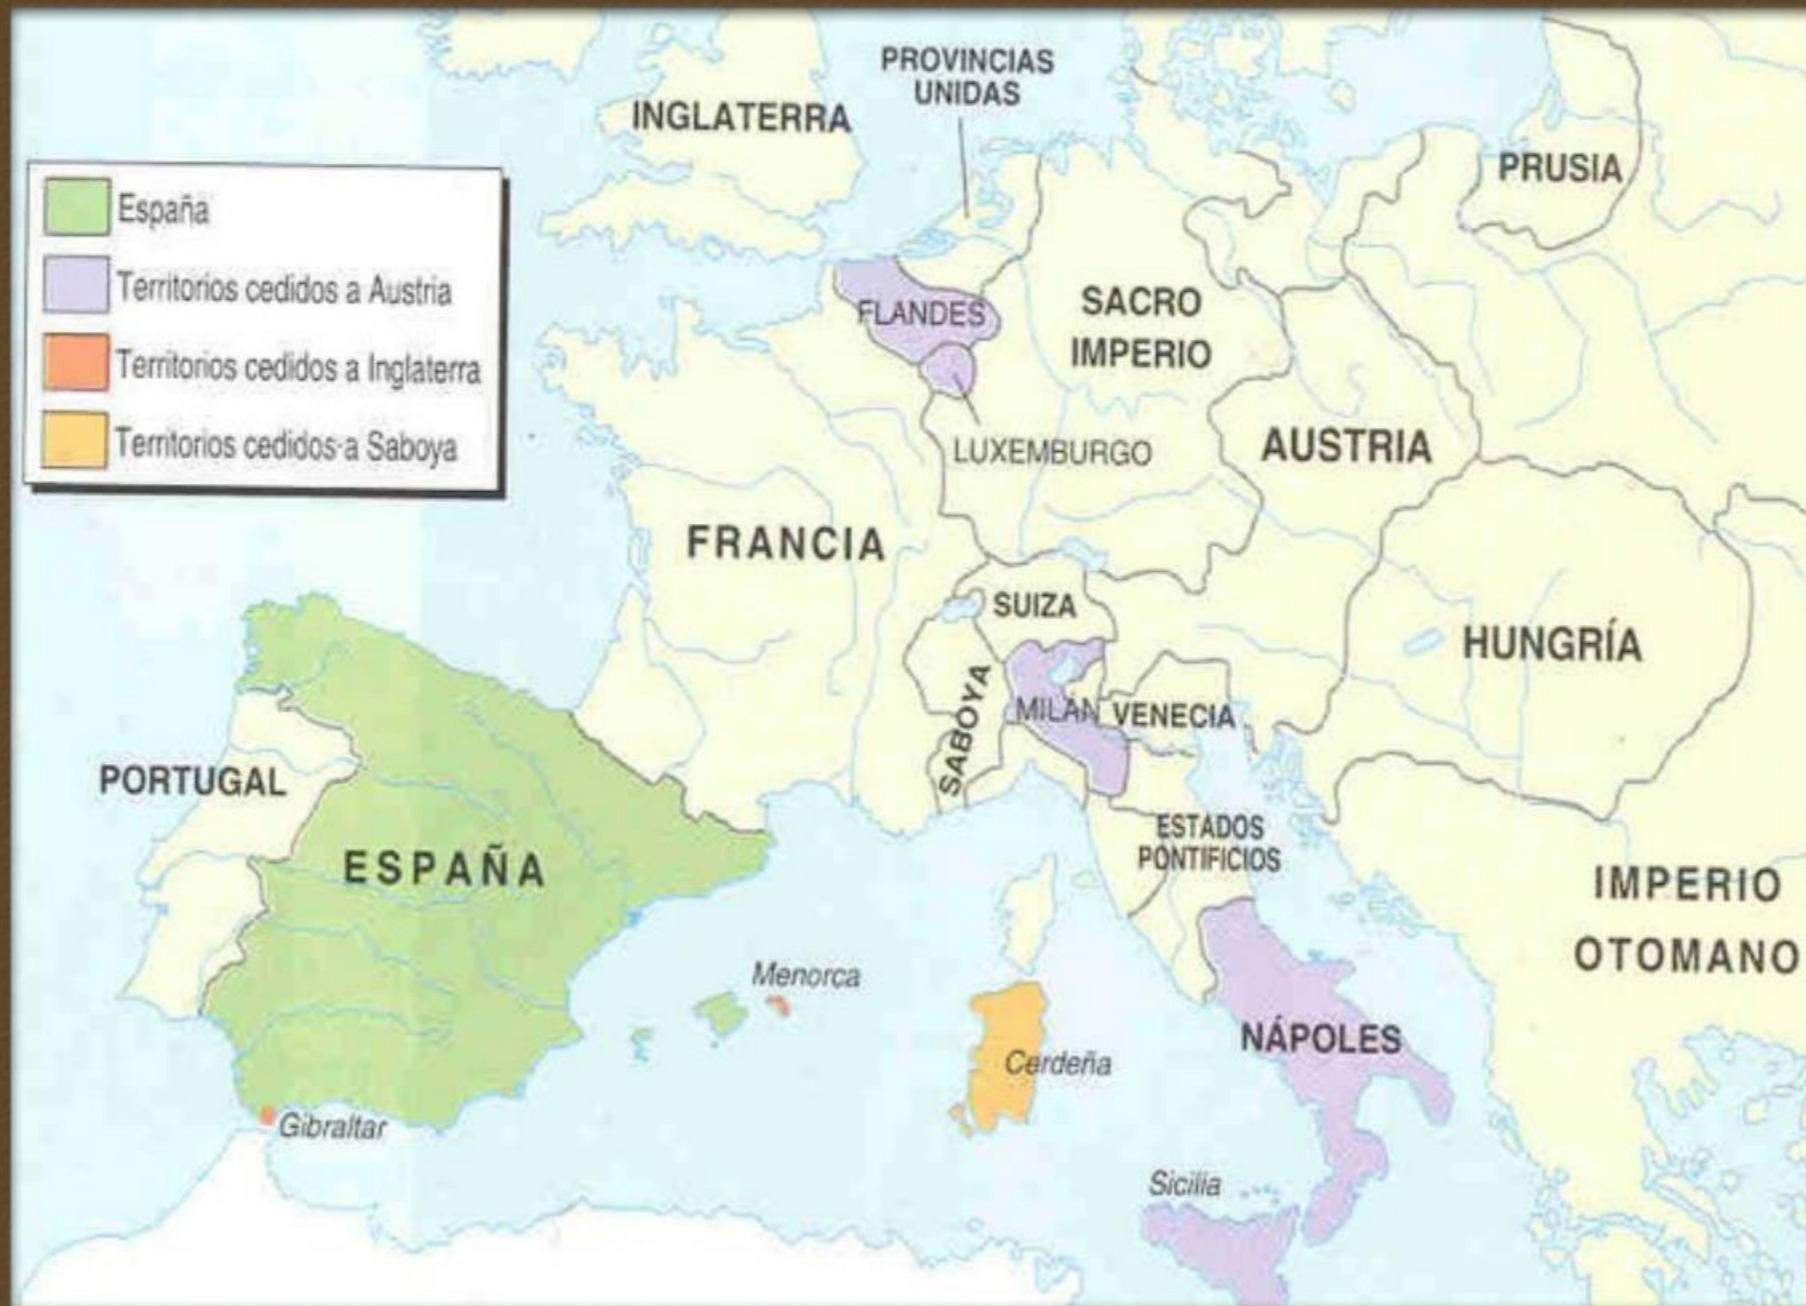 PROVINCIAS
UNIDAS
INGLATERRA
PRUSIA
España
Territorios cedidos a Austria
Territorios cedidos a Inglaterra
Territorios cedidos a Saboya
FLANDES
SACRO
IMPERIO
LUXEMBURGO
AUSTRIA
FRANCIA
SUIZA
HUNGRÍA
SABOYA
MILÁN
VENECIA
PORTUGAL
ESPAÑA
ESTADOS
PONTIFICIOS
IMPERIO
OTOMANO
Menorca
NÁPOLES
Cerdeña
Gibraltar
Sicilia